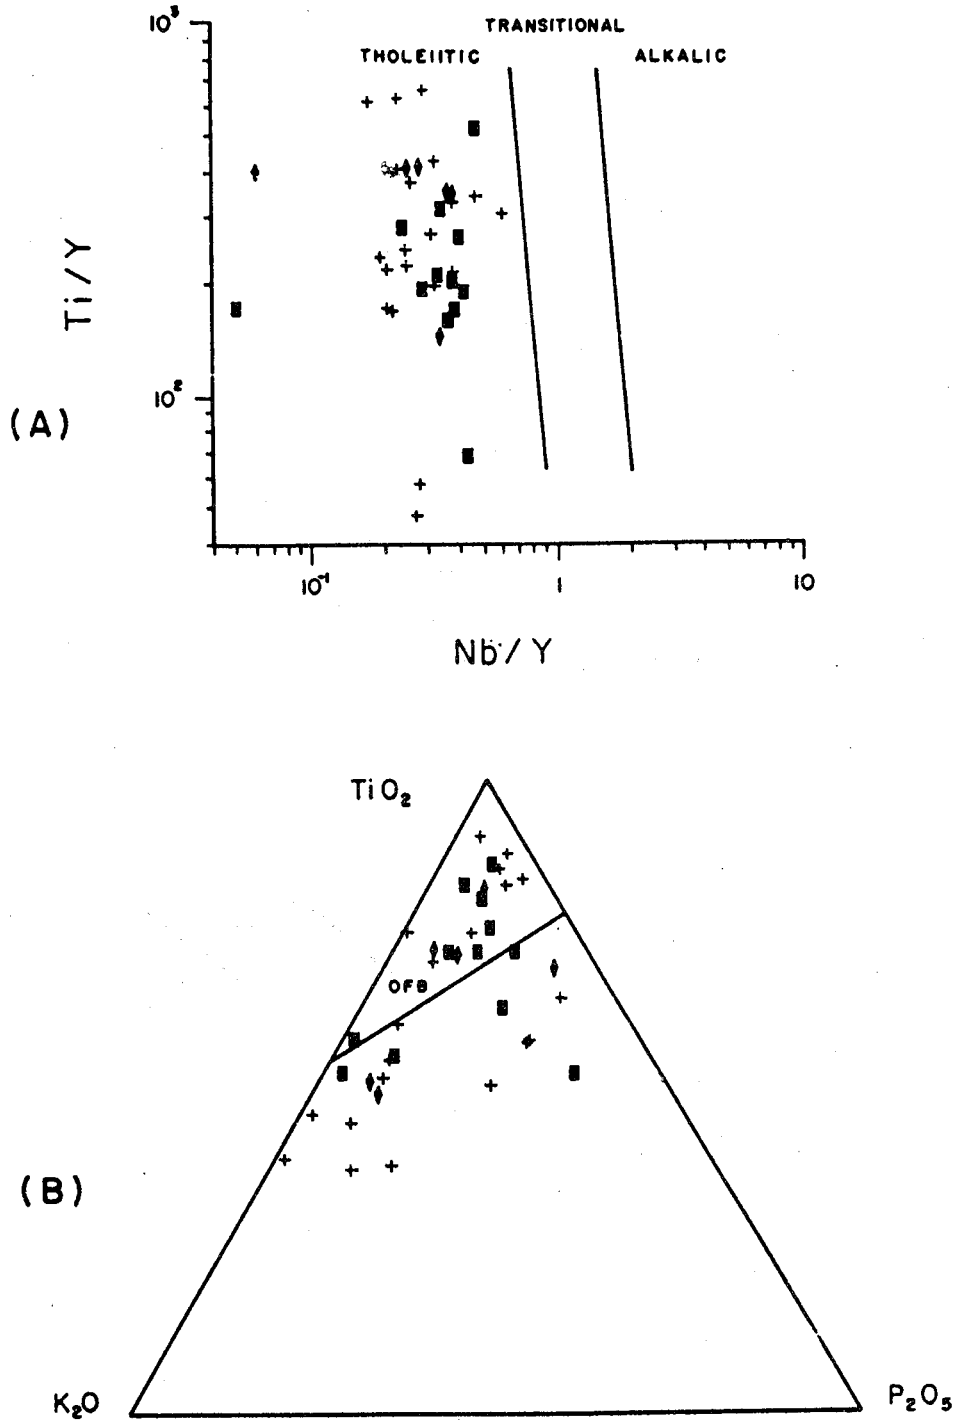 10³
TRANSITIONAL
THOLEIITIC
ALKALIC
Ti/Y
10²
(A)
10⁻¹
1
10
Nb/Y
TiO₂
OFB
(B)
K₂O
P₂O₅